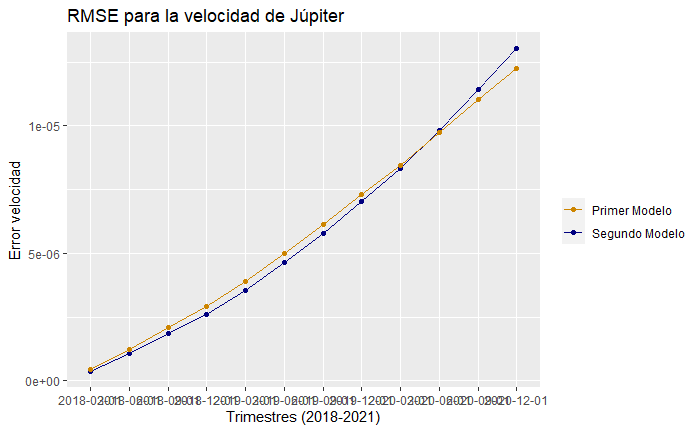 RMSE para la velocidad de Júpiter
Error velocidad
1e-05
5e-06
0e+00
Trimestres (2018-2021)
Primer Modelo
Segundo Modelo